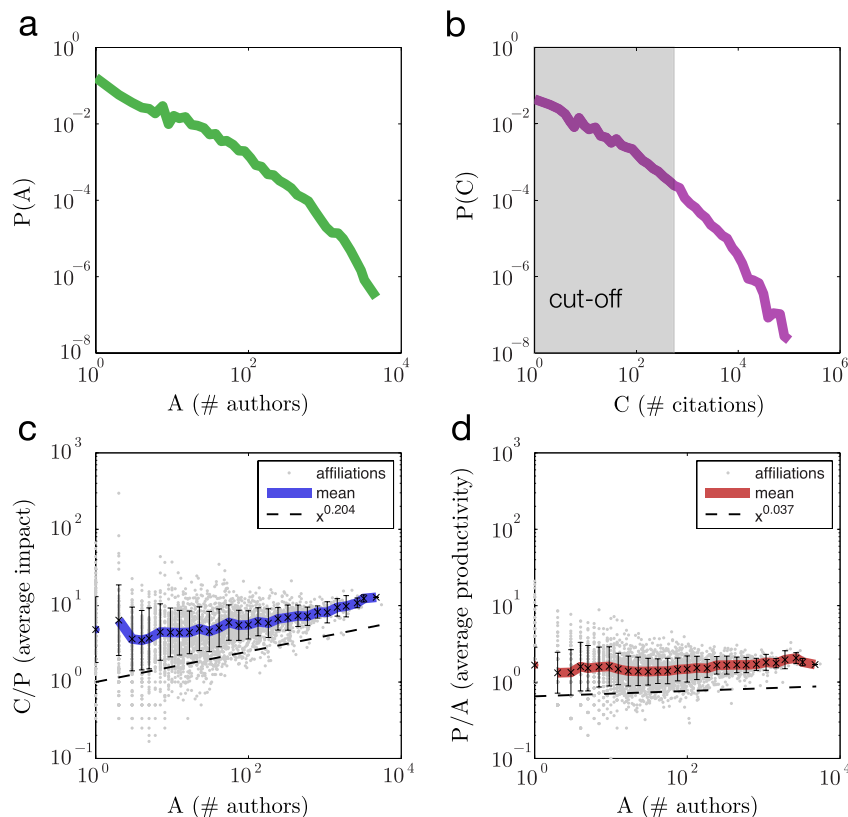 a
10^0
10^-2
10^-4
10^-6
10^-8
P(A)
10^0
10^2
10^4
A (# authors)
b
10^0
10^-2
10^-4
10^-6
10^-8
P(C)
cut-off
10^0
10^2
10^4
10^6
C (# citations)
c
10^3
10^2
10^1
10^0
10^-1
C/P (average impact)
affiliations
mean
x^0.204
10^0
10^2
10^4
A (# authors)
d
10^3
10^2
10^1
10^0
10^-1
P/A (average productivity)
affiliations
mean
x^0.037
10^0
10^2
10^4
A (# authors)